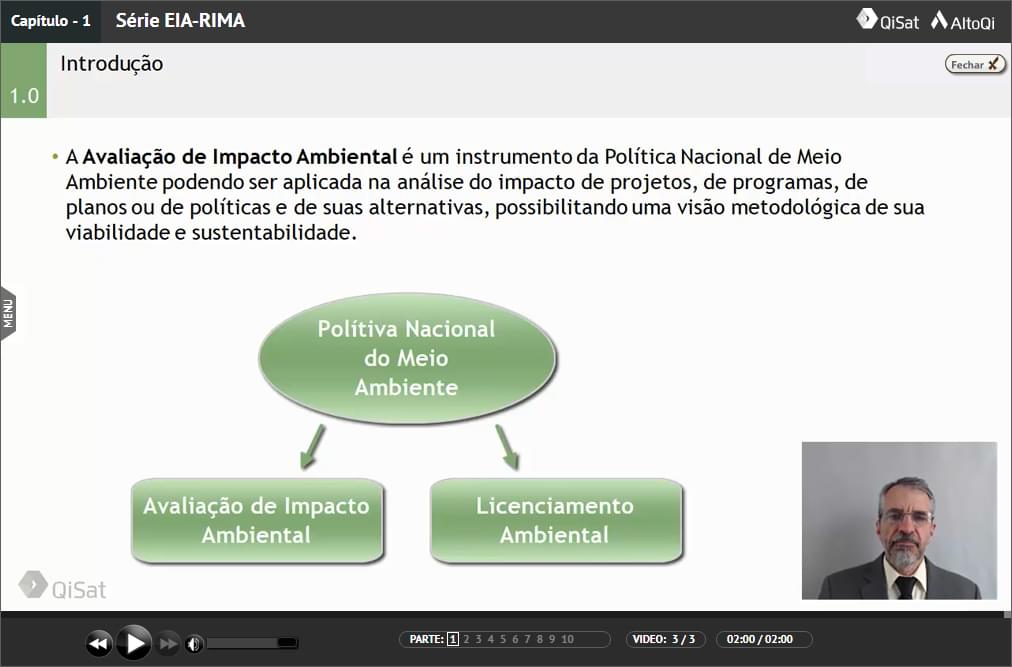 Capítulo - 1
Série EIA-RIMA
QiSat
AltoQi
1.0
Introdução
Fechar
• A Avaliação de Impacto Ambiental é um instrumento da Política Nacional de Meio
Ambiente podendo ser aplicada na análise do impacto de projetos, de programas, de
planos ou de políticas e de suas alternativas, possibilitando uma visão metodológica de sua
viabilidade e sustentabilidade.
MENU
Polítiva Nacional
do Meio
Ambiente
Avaliação de Impacto
Ambiental
Licenciamento
Ambiental
QiSat
PARTE: 1 2 3 4 5 6 7 8 9 10
VIDEO: 3 / 3
02:00 / 02:00